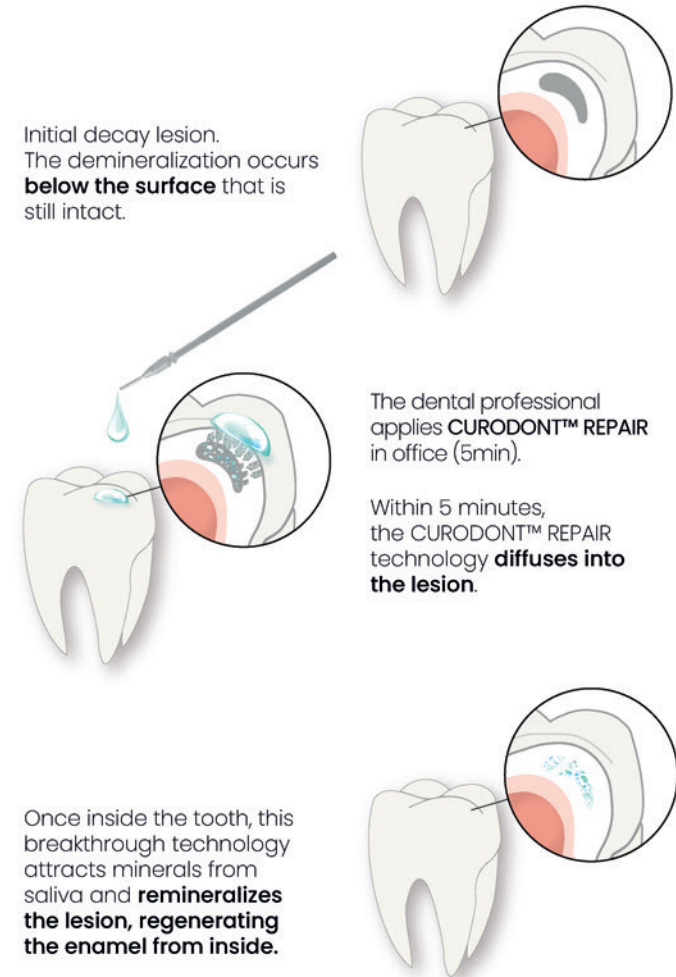 Initial decay lesion.
The demineralization occurs
below the surface that is
still intact.
The dental professional
applies CURODONT™ REPAIR
in office (5min).
Within 5 minutes,
the CURODONT™ REPAIR
technology diffuses into
the lesion.
Once inside the tooth, this
breakthrough technology
attracts minerals from
saliva and remineralizes
the lesion, regenerating
the enamel from inside.